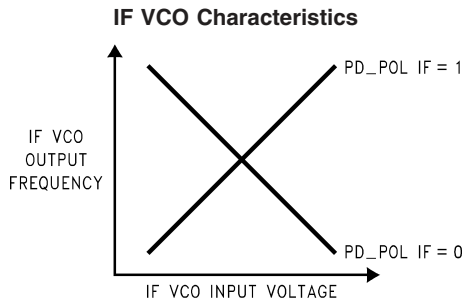 IF VCO Characteristics
PD_POL IF = 1
IF VCO
OUTPUT
FREQUENCY
PD_POL IF = 0
IF VCO INPUT VOLTAGE